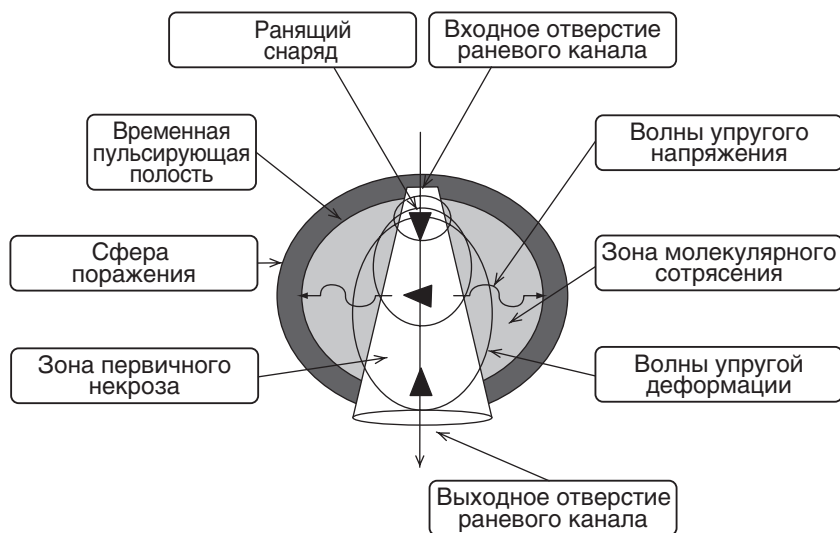 Ранящий
снаряд
Входное отверстие
раневого канала
Временная
пульсирующая
полость
Волны упругого
напряжения
Сфера
поражения
Зона молекулярного
сотрясения
Зона первичного
некроза
Волны упругой
деформации
Выходное отверстие
раневого канала